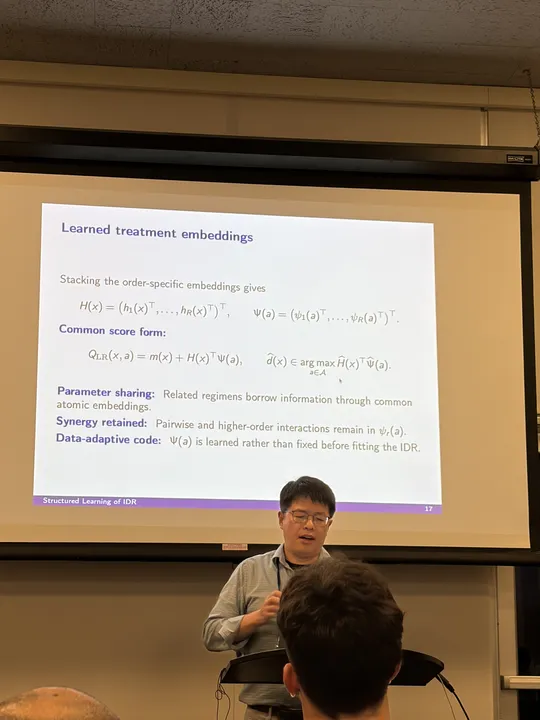 Learned treatment embeddings
Stacking the order-specific embeddings gives
H(x) = (h₁(x)ᵀ, . . . , h_R(x)ᵀ)ᵀ,   Ψ(a) = (ψ₁(a)ᵀ, . . . , ψ_R(a)ᵀ)ᵀ.
Common score form:
Q_LR(x, a) = m(x) + H(x)ᵀΨ(a),   d̂(x) ∈ arg max_{a∈𝒜} Ĥ(x)ᵀΨ̂(a).
Parameter sharing: Related regimens borrow information through common
atomic embeddings.
Synergy retained: Pairwise and higher-order interactions remain in ψ_r(a).
Data-adaptive code: Ψ(a) is learned rather than fixed before fitting the IDR.
Structured Learning of IDR 17